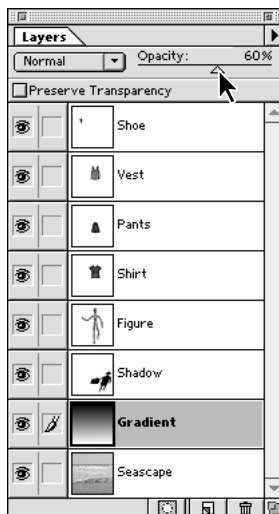 Layers
Normal Opacity: 60%
Preserve Transparency
Shoe
Vest
Pants
Shirt
Figure
Shadow
Gradient
Seascape